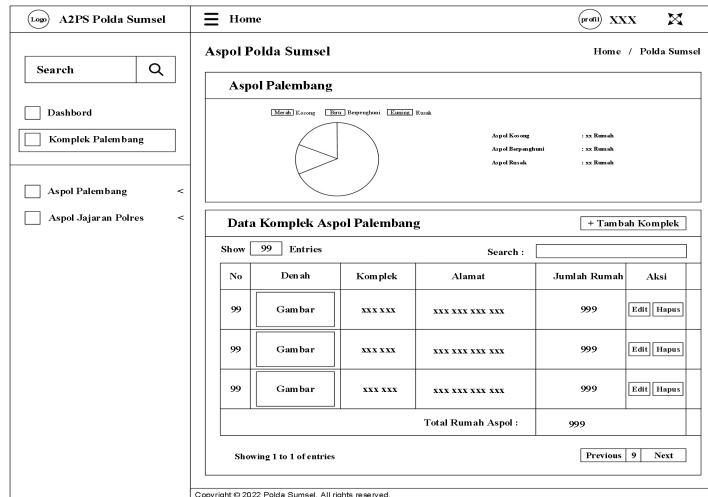 Logo A2PS Polda Sumsel
Home
profil XXX
Search
Dashbord
Komplek Palembang
Aspol Palembang <
Aspol Jajaran Polres <
Aspol Polda Sumsel
Home / Polda Sumsel
Aspol Palembang
Merah Kosong Biru Berpenghuni Kuning Rusak
Aspol Kosong : xx Rumah
Aspol Berpenghuni : xx Rumah
Aspol Rusak : xx Rumah
Data Komplek Aspol Palembang
+ Tambah Komplek
Show 99 Entries
Search :
No Denah Komplek Alamat Jumlah Rumah Aksi
99 Gambar xxx xxx xxx xxx xxx xxx 999 Edit Hapus
99 Gambar xxx xxx xxx xxx xxx xxx 999 Edit Hapus
99 Gambar xxx xxx xxx xxx xxx xxx 999 Edit Hapus
Total Rumah Aspol : 999
Showing 1 to 1 of entries
Previous 9 Next
Copyright © 2022 Polda Sumsel. All rights reserved.